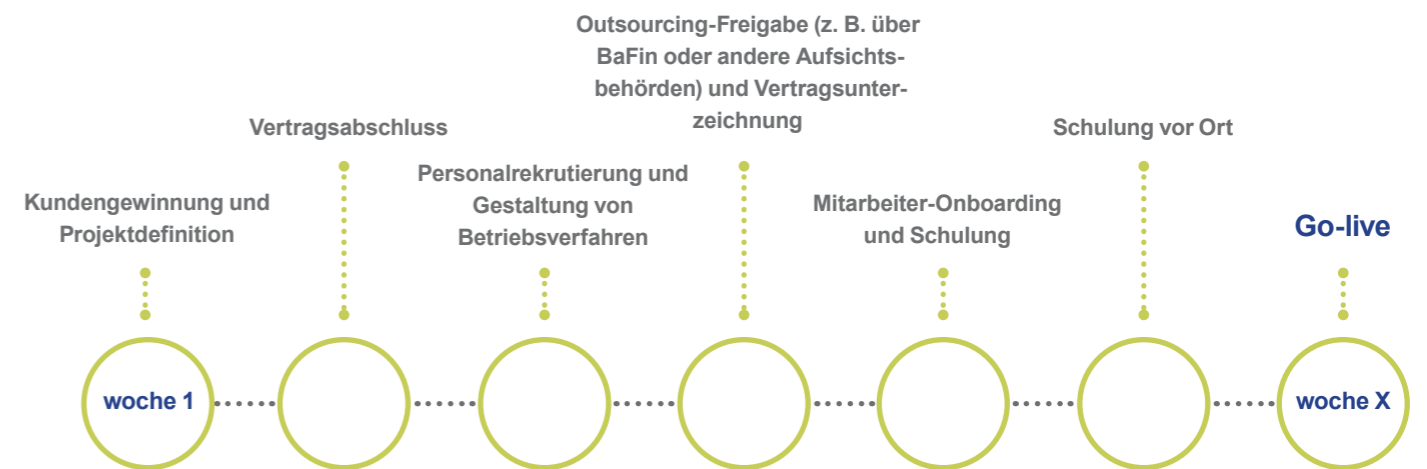 Kundengewinnung und
Projektdefinition
Vertragsabschluss
Personalrekrutierung und
Gestaltung von
Betriebsverfahren
Outsourcing-Freigabe (z. B. über
BaFin oder andere Aufsichts-
behörden) und Vertragsunter-
zeichnung
Mitarbeiter-Onboarding
und Schulung
Schulung vor Ort
Go-live
woche 1
woche X